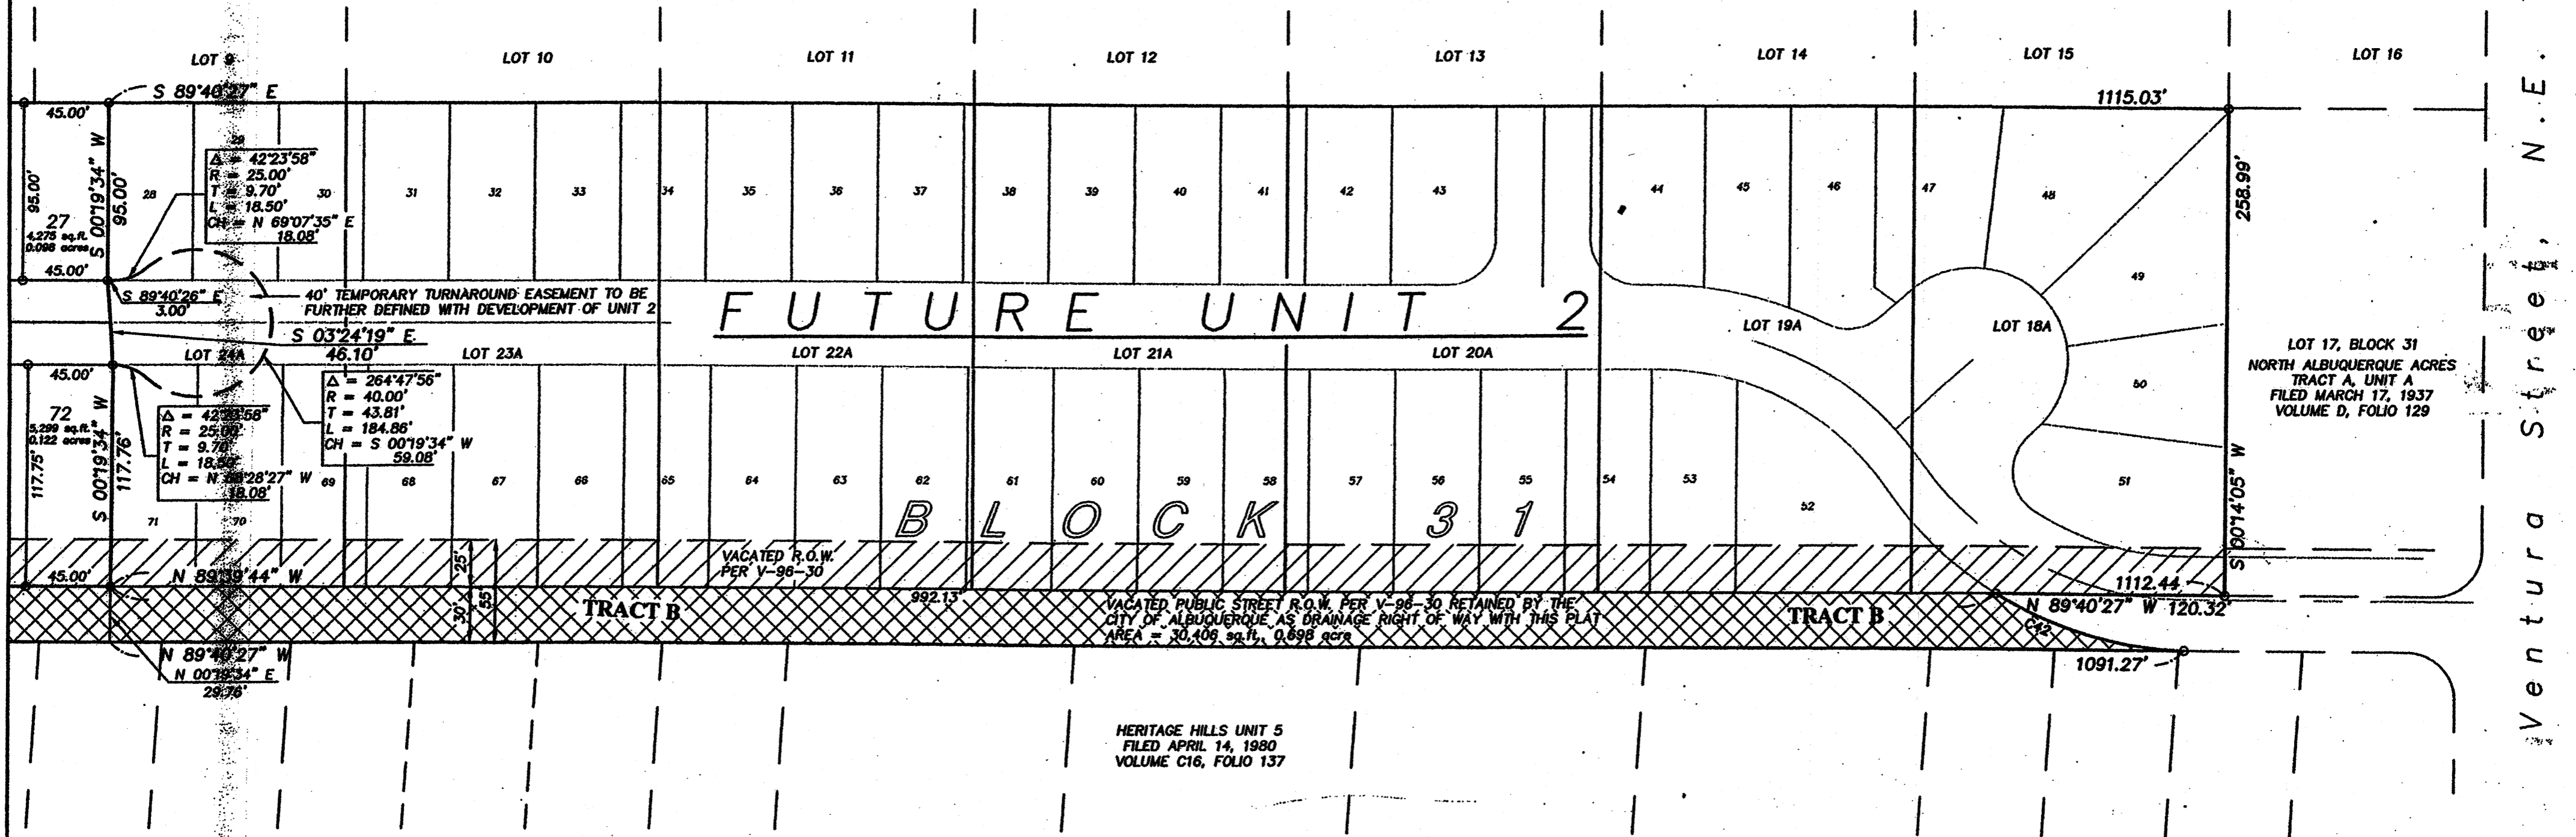 LOT 9
LOT 10
LOT 11
LOT 12
LOT 13
LOT 14
LOT 15
LOT 16
S 89°40'27" E
1115.03'
45.00'
95.00'
S 00°19'34" W
95.00'
27
4,275 sq.ft.
0.098 acres
45.00'
28
29
Δ = 42°23'58"
R = 25.00'
T = 9.70'
L = 18.50'
CH = N 69°07'35" E
18.08'
30
31
32
33
34
35
36
37
38
39
40
41
42
43
44
45
46
47
48
49
50
51
258.99'
S 00°14'05" W
S 89°40'26" E
3.00'
40' TEMPORARY TURNAROUND EASEMENT TO BE
FURTHER DEFINED WITH DEVELOPMENT OF UNIT 2
S 03°24'19" E
46.10'
FUTURE UNIT 2
LOT 24A
LOT 23A
LOT 22A
LOT 21A
LOT 20A
LOT 19A
LOT 18A
LOT 17, BLOCK 31
NORTH ALBUQUERQUE ACRES
TRACT A, UNIT A
FILED MARCH 17, 1937
VOLUME D, FOLIO 129
Ventura Street, N.E.
45.00'
72
5,299 sq.ft.
0.122 acres
117.75'
S 00°19'34" W
117.76'
Δ = 42°23'58"
R = 25.00'
T = 9.70'
L = 18.50'
CH = N 28'27" W
18.08'
Δ = 264°47'56"
R = 40.00'
T = 43.81'
L = 184.86'
CH = S 00°19'34" W
59.08'
71
70
69
68
67
66
65
64
63
62
61
60
59
58
57
56
55
54
53
52
BLOCK 31
VACATED R.O.W.
PER V-96-30
45.00'
N 89°39'44" W
25'
30'
55'
992.13'
1112.44
TRACT B
VACATED PUBLIC STREET R.O.W. PER V-96-30 RETAINED BY THE
CITY OF ALBUQUERQUE AS DRAINAGE RIGHT OF WAY WITH THIS PLAT
AREA = 30,406 sq.ft. 0.698 acre
TRACT B
N 89°40'27" W 120.32'
C42
N 89°40'27" W
N 00°19'34" E
29.76'
1091.27'
HERITAGE HILLS UNIT 5
FILED APRIL 14, 1980
VOLUME C16, FOLIO 137